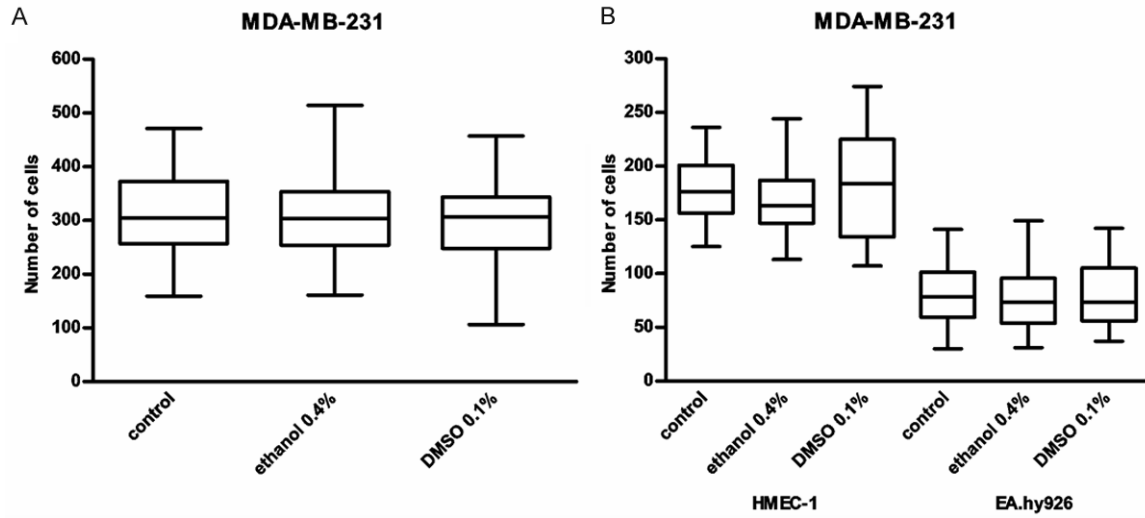 A
MDA-MB-231
Number of cells
600
500
400
300
200
100
0
control
ethanol 0.4%
DMSO 0.1%
B
MDA-MB-231
Number of cells
300
250
200
150
100
50
0
control
ethanol 0.4%
DMSO 0.1%
control
ethanol 0.4%
DMSO 0.1%
HMEC-1
EA.hy926